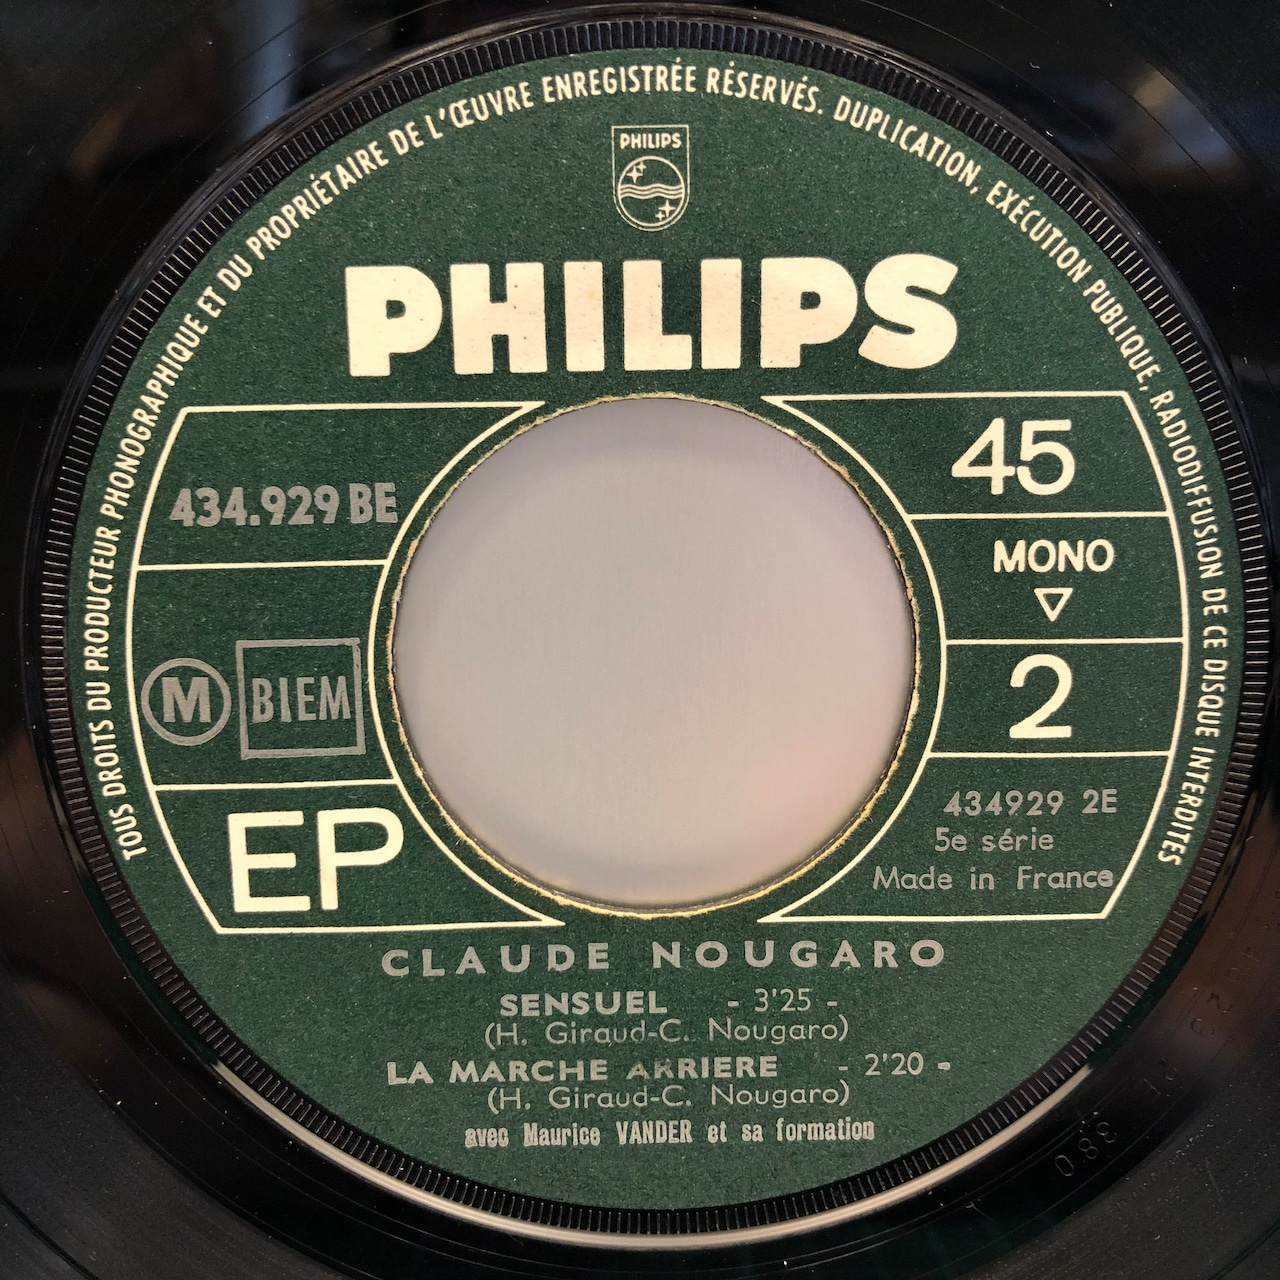 TOUS DROITS DU PRODUCTEUR PHONOGRAPHIQUE ET DU PROPRIÉTAIRE DE L'ŒUVRE ENREGISTRÉE RÉSERVÉS. DUPLICATION, EXÉCUTION PUBLIQUE, RADIODIFFUSION DE CE DISQUE INTERDITES
PHILIPS
PHILIPS
434.929 BE
M BIEM
EP
45
MONO
2
434929 2E
5e série
Made in France
CLAUDE NOUGARO
SENSUEL - 3'25 -
(H. Giraud-C. Nougaro)
LA MARCHE ARRIERE - 2'20 -
(H. Giraud-C. Nougaro)
avec Maurice VANDER et sa formation